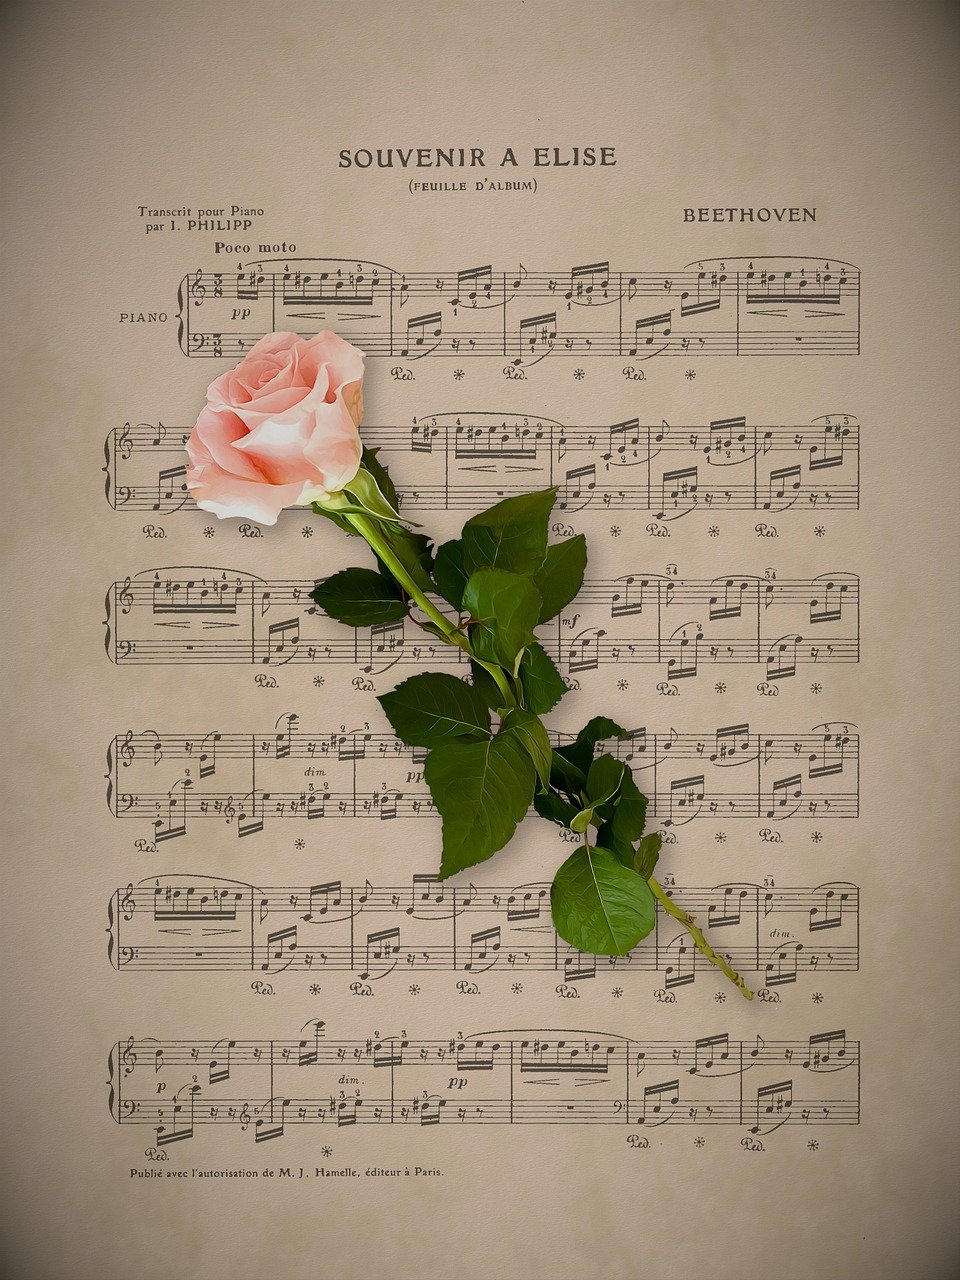 SOUVENIR A ELISE
(FEUILLE D'ALBUM)
Transcrit pour Piano
par I. PHILIPP
BEETHOVEN
Poco moto
pp
PIANO
Ped. * Ped. * Ped. *
Ped. * Ped. * * Ped. * Ped. *
mf
Ped. * Ped. Ped. * Ped. * Ped. *
dim
pp
Ped. * Ped. Ped. * Ped. *
dim.
Ped. * Ped. * Ped. * Ped. * Ped. * Ped. *
p
dim.
pp
Ped. * Ped. * Ped. *
Publié avec l'autorisation de M. J. Hamelle, éditeur à Paris.